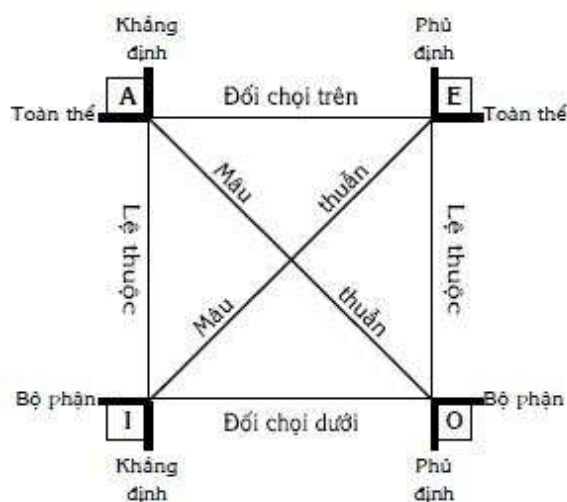 Khẳng
định
Phủ
định
A
Đối chọi trên
E
Toàn thể
Toàn thể
Mâu
thuẫn
Lệ thuộc
Lệ thuộc
Mâu
thuẫn
Bộ phận
Bộ phận
I
Đối chọi dưới
O
Khẳng
định
Phủ
định